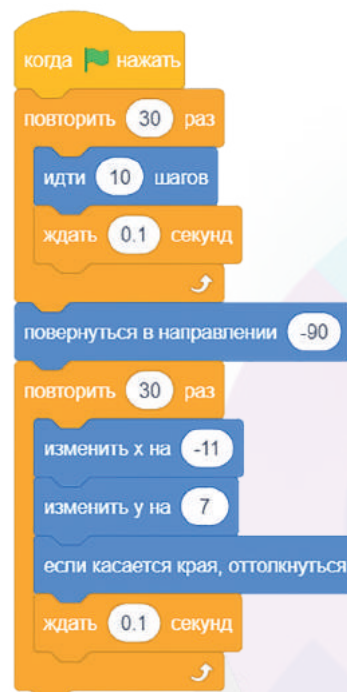 когда нажать
повторить 30 раз
идти 10 шагов
ждать 0.1 секунд
повернуться в направлении -90
повторить 30 раз
изменить x на -11
изменить y на 7
если касается края, оттолкнуться
ждать 0.1 секунд